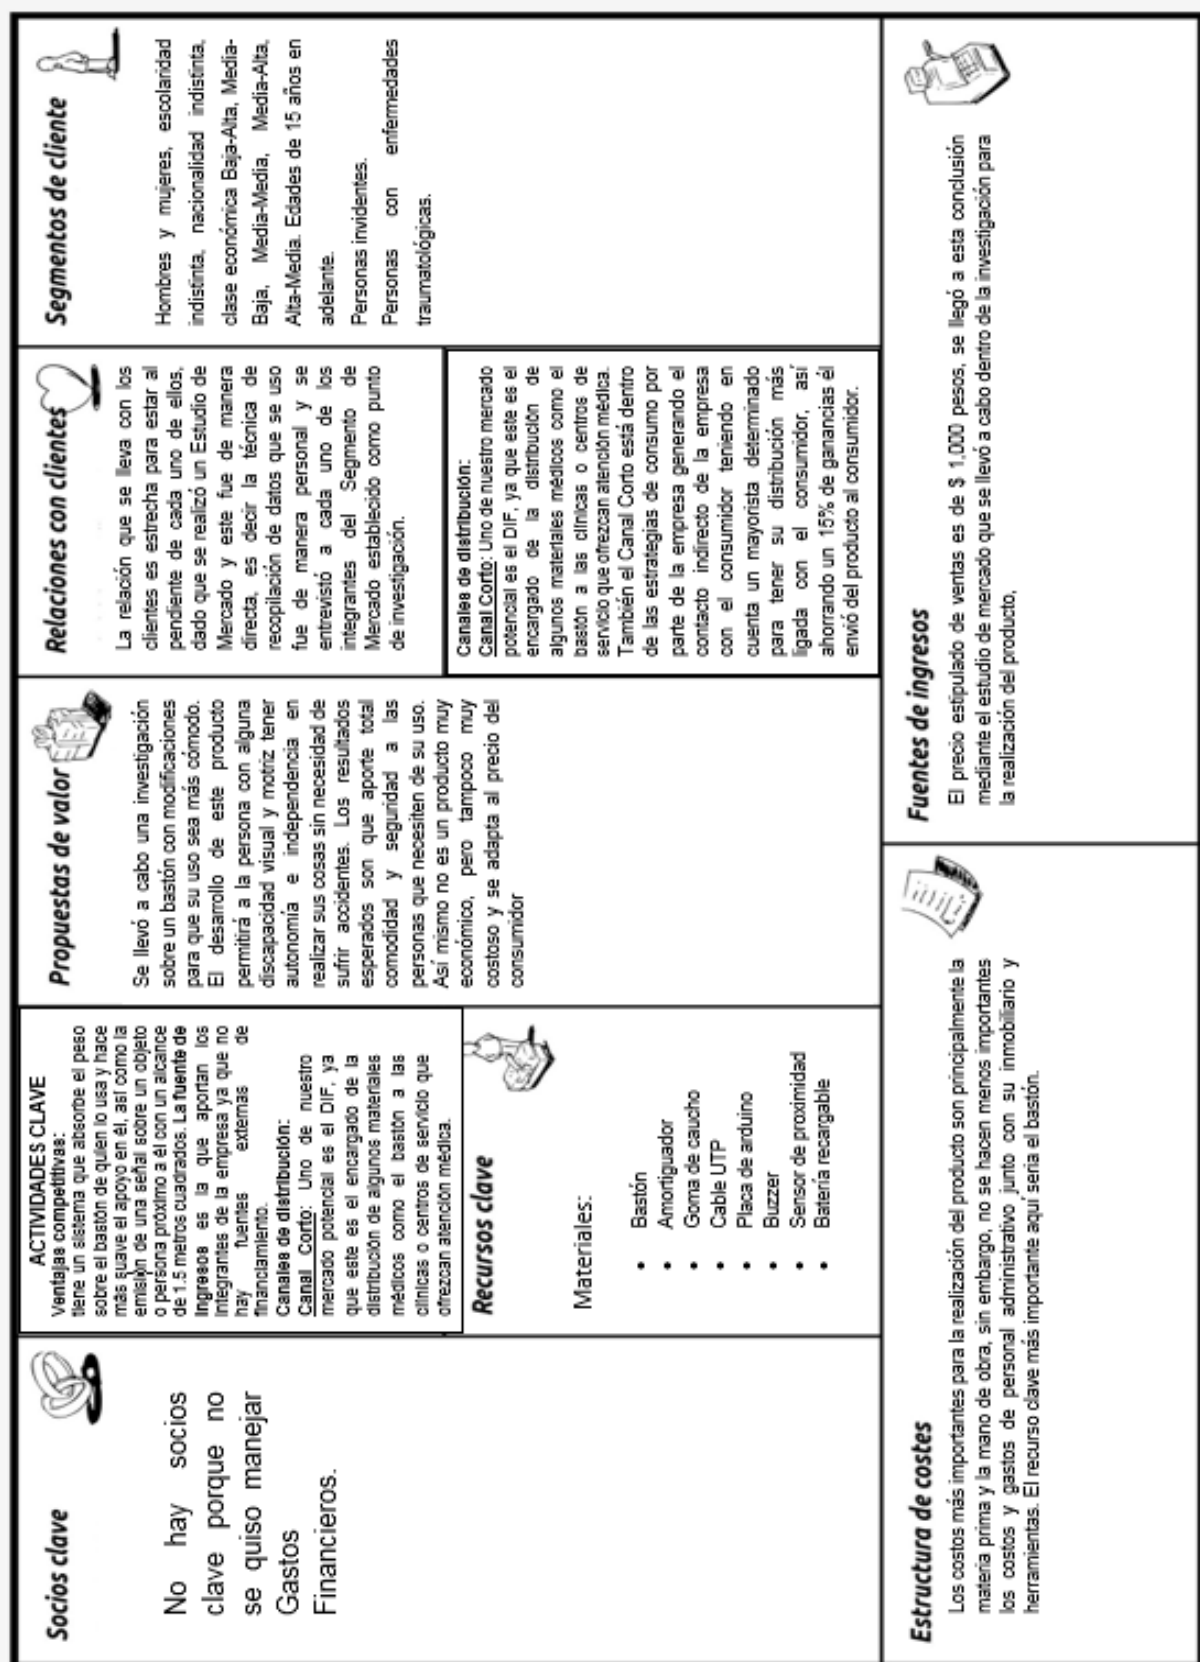 Socios clave
No hay socios
clave porque no
se quiso manejar
Gastos
Financieros.
ACTIVIDADES CLAVE
Ventajas competitivas:
tiene un sistema que absorbe el peso
sobre el bastón de quien lo usa y hace
más suave el apoyo en él, así como la
emisión de una señal sobre un objeto
o persona próximo a él con un alcance
de 1.5 metros cuadrados. La fuente de
Ingresos es la que aportan los
integrantes de la empresa ya que no
hay fuentes externas de
financiamiento.
Canales de distribución:
Canal Corto: Uno de nuestro
mercado potencial es el DIF, ya
que este es el encargado de la
distribución de algunos materiales
médicos como el bastón a las
clínicas o centros de servicio que
ofrezcan atención médica.
Recursos clave
Materiales:
• Bastón
• Amortiguador
• Goma de caucho
• Cable UTP
• Placa de arduino
• Buzzer
• Sensor de proximidad
• Batería recargable
Propuestas de valor
Se llevó a cabo una investigación
sobre un bastón con modificaciones
para que su uso sea más cómodo.
El desarrollo de este producto
permitirá a la persona con alguna
discapacidad visual y motriz tener
autonomía e independencia en
realizar sus cosas sin necesidad de
sufrir accidentes. Los resultados
esperados son que aporte total
comodidad y seguridad a las
personas que necesiten de su uso.
Así mismo no es un producto muy
económico, pero tampoco muy
costoso y se adapta al precio del
consumidor
Relaciones con clientes
La relación que se lleva con los
clientes es estrecha para estar al
pendiente de cada uno de ellos,
dado que se realizó un Estudio de
Mercado y este fue de manera
directa, es decir la técnica de
recopilación de datos que se uso
fue de manera personal y se
entrevistó a cada uno de los
integrantes del Segmento de
Mercado establecido como punto
de investigación.
Canales de distribución:
Canal Corto: Uno de nuestro mercado
potencial es el DIF, ya que este es el
encargado de la distribución de
algunos materiales médicos como el
bastón a las clínicas o centros de
servicio que ofrezcan atención médica.
También el Canal Corto está dentro
de las estrategias de consumo por
parte de la empresa generando el
contacto indirecto de la empresa
con el consumidor teniendo en
cuenta un mayorista determinado
para tener su distribución más
ligada con el consumidor, así
ahorrando un 15% de ganancias él
envió del producto al consumidor.
Segmentos de cliente
Hombres y mujeres, escolaridad
indistinta, nacionalidad indistinta,
clase económica Baja-Alta, Media-
Baja, Media-Media, Media-Alta,
Alta-Media. Edades de 15 años en
adelante.
Personas invidentes.
Personas con enfermedades
traumatológicas.
Estructura de costes
Los costos más importantes para la realización del producto son principalmente la
materia prima y la mano de obra, sin embargo, no se hacen menos importantes
los costos y gastos de personal administrativo junto con su inmobiliario y
herramientas. El recurso clave más importante aquí seria el bastón.
Fuentes de ingresos
El precio estipulado de ventas es de $ 1,000 pesos, se llegó a esta conclusión
mediante el estudio de mercado que se llevó a cabo dentro de la investigación para
la realización del producto,